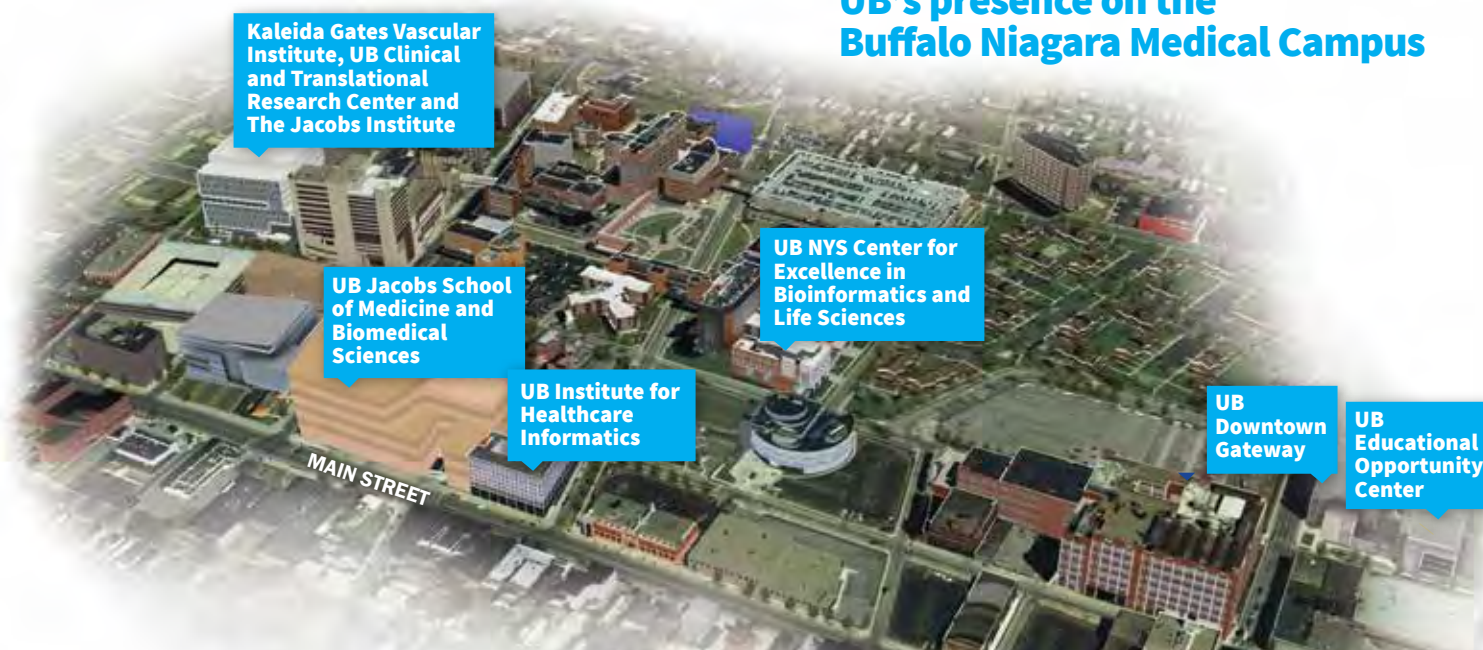 UB's presence on the
Buffalo Niagara Medical Campus
Kaleida Gates Vascular
Institute, UB Clinical
and Translational
Research Center and
The Jacobs Institute
UB NYS Center for
Excellence in
Bioinformatics and
Life Sciences
UB Jacobs School
of Medicine and
Biomedical
Sciences
UB Institute for
Healthcare
Informatics
UB
Downtown
Gateway
UB
Educational
Opportunity
Center
MAIN STREET